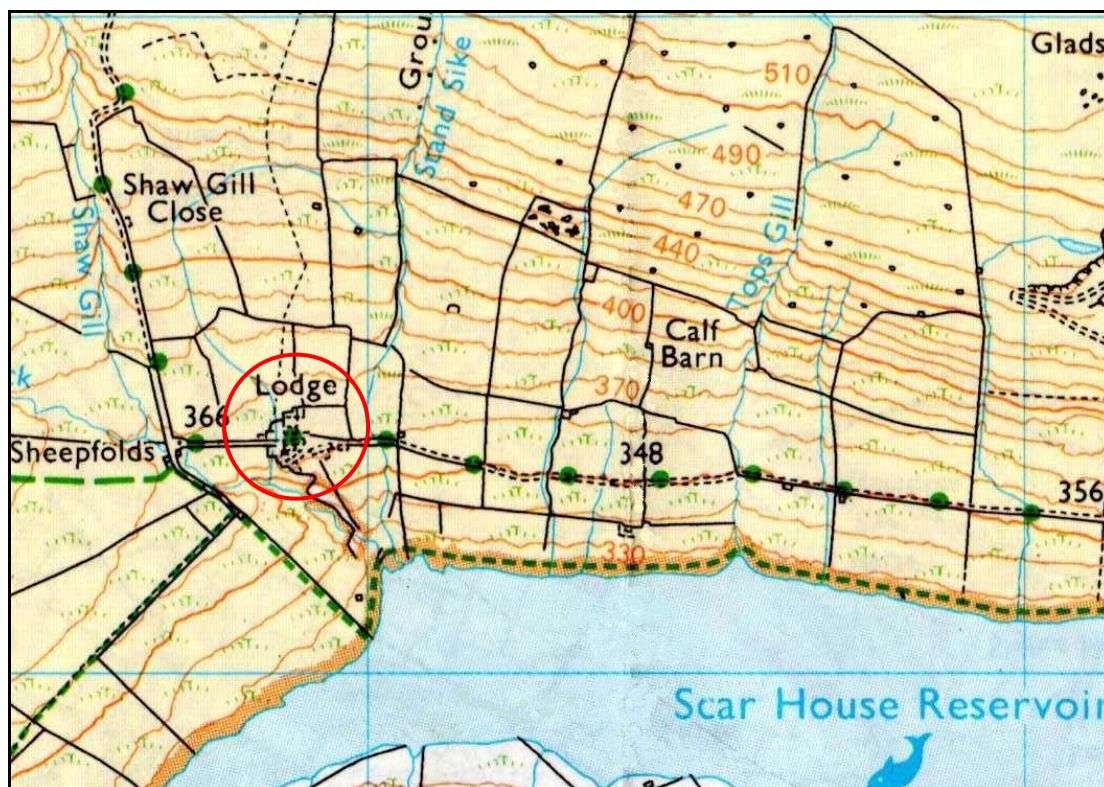 Grou
Stand Sike
Glads
510
490
470
440
Shaw Gill
Close
Shaw Gill
Tops Gill
400
Calf
Barn
370
Lodge
ck
366
Sheepfolds
348
356
330
Scar House Reservoir